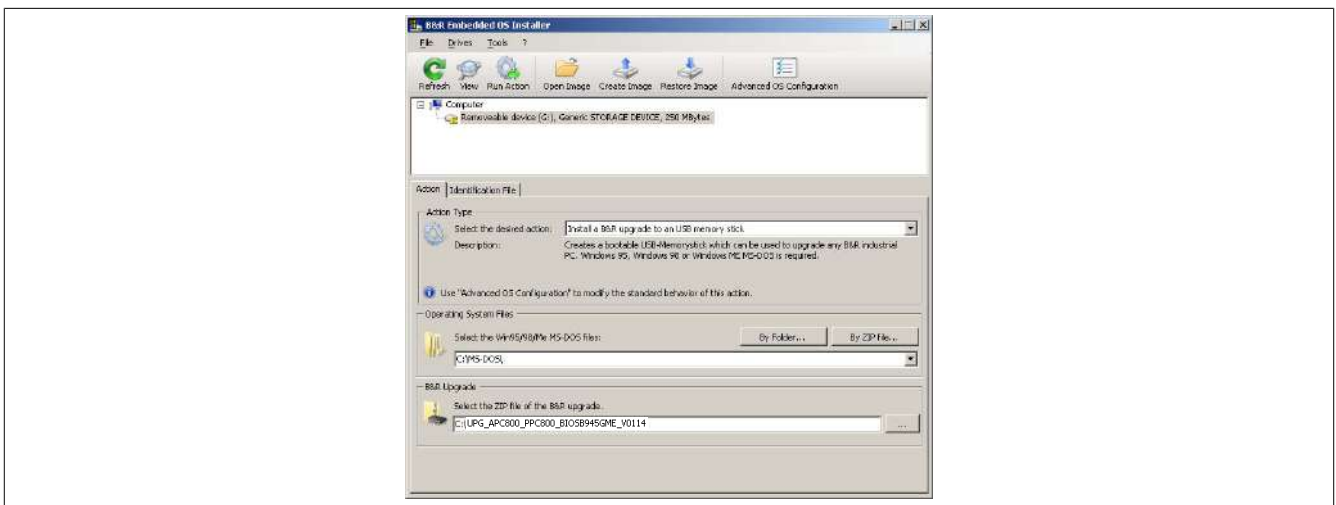 B&R Embedded OS Installer
File Drives Tools ?
Refresh View Run Action Open Image Create Image Restore Image Advanced OS Configuration
Computer
Removeable device (G:), Generic STORAGE DEVICE, 250 MBytes
Action Identification File
Action Type
Select the desired action: Install a B&R upgrade to an USB memory stick
Description: Creates a bootable USB-Memorystick which can be used to upgrade any B&R industrial
PC. Windows 95, Windows 98 or Windows ME MS-DOS is required.
Use "Advanced OS Configuration" to modify the standard behavior of this action.
Operating System Files
Select the Win95/98/Me MS-DOS files: By Folder... By ZIP File...
C:\MS-DOS\
B&R Upgrade
Select the ZIP file of the B&R upgrade.
C:\UPG_APC800_PPC800_BIOSB945GME_V0114 ...